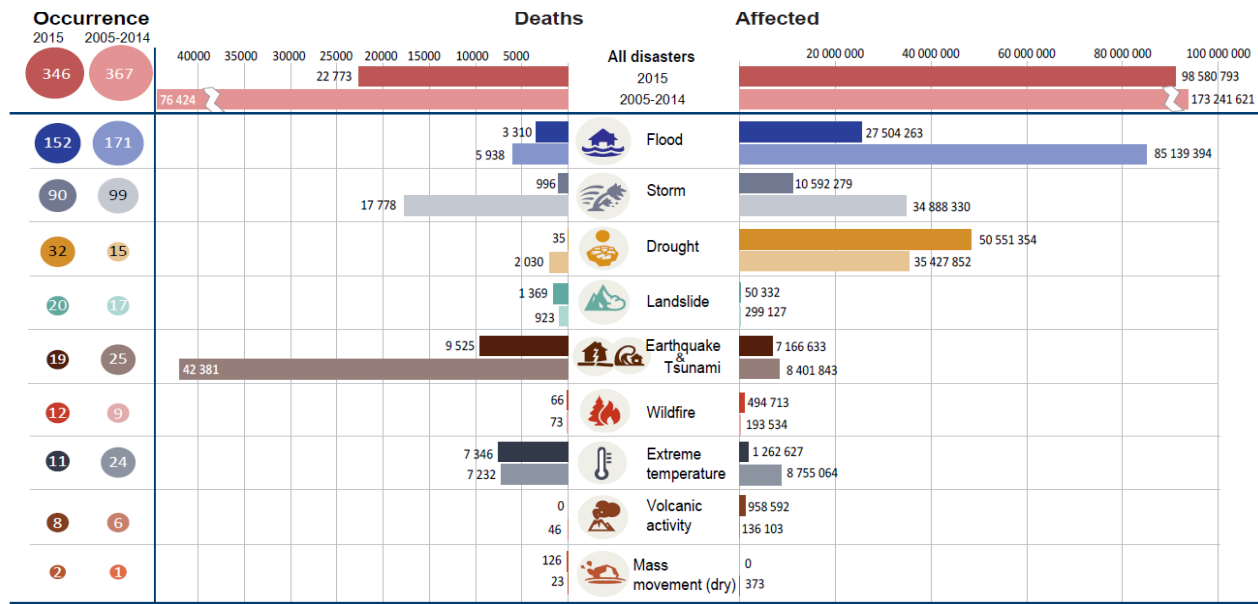 Occurrence Deaths Affected
2015 2005-2014
40000 35000 30000 25000 20000 15000 10000 5000 All disasters 20 000 000 40 000 000 60 000 000 80 000 000 100 000 000
346 367 22 773 2015 98 580 793
76 424 2005-2014 173 241 621
152 171 3 310 Flood 27 504 263
5 938 85 139 394
90 99 996 Storm 10 592 279
17 778 34 888 330
32 15 35 Drought 50 551 354
2 030 35 427 852
20 17 1 369 Landslide 50 332
923 299 127
19 25 9 525 Earthquake 7 166 633
&
42 381 Tsunami 8 401 843
12 9 66 Wildfire 494 713
73 193 534
11 24 7 346 Extreme 1 262 627
7 232 temperature 8 755 064
8 6 0 Volcanic 958 592
46 activity 136 103
2 1 126 Mass 0
23 movement (dry) 373